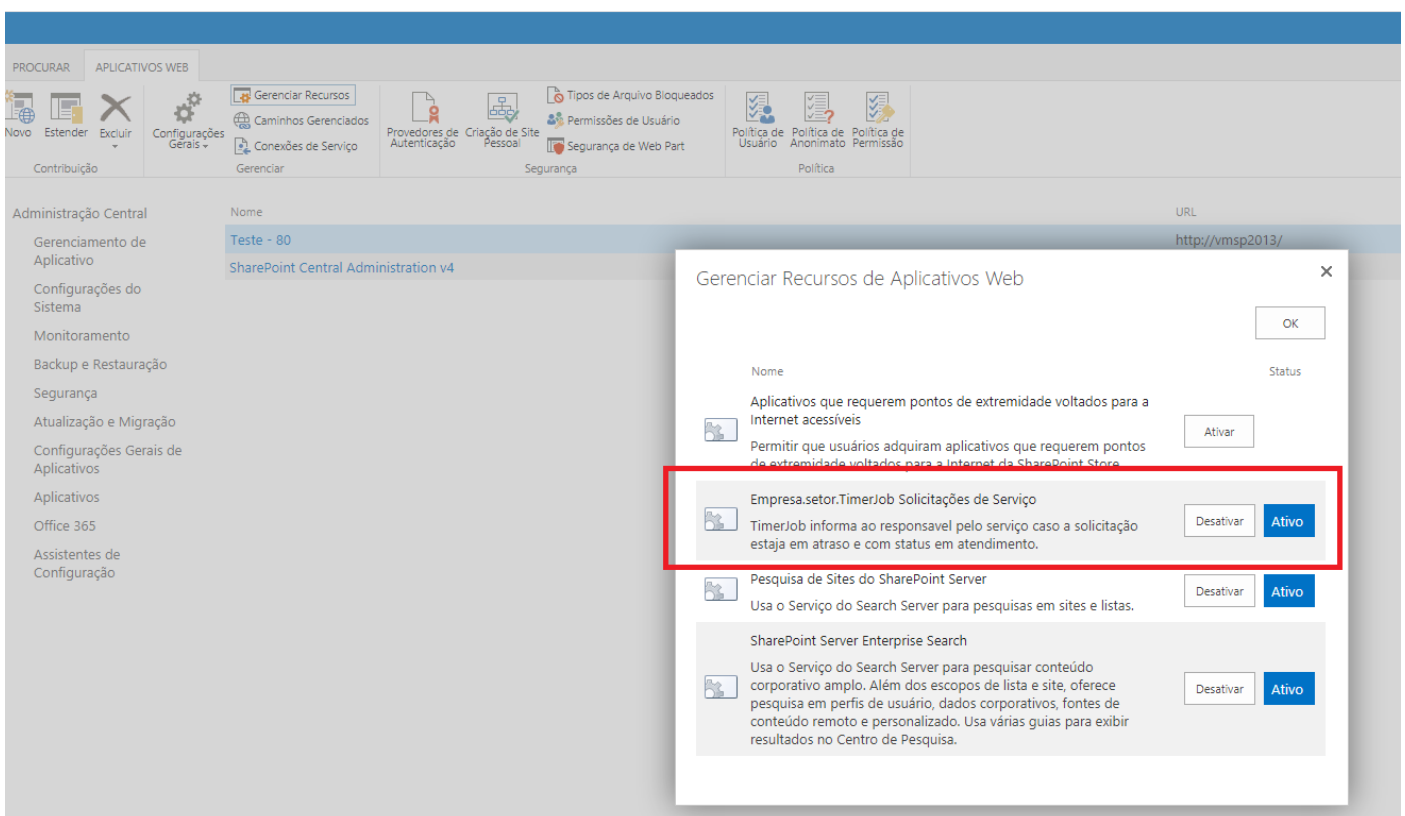 PROCURAR
APLICATIVOS WEB
Novo
Estender
Excluir
Contribuição
Configurações
Gerais
Gerenciar Recursos
Caminhos Gerenciados
Conexões de Serviço
Gerenciar
Provedores de
Autenticação
Criação de Site
Pessoal
Tipos de Arquivo Bloqueados
Permissões de Usuário
Segurança de Web Part
Segurança
Política de
Usuário
Política de
Anonimato
Política de
Permissão
Política
Administração Central
Gerenciamento de
Aplicativo
Configurações do
Sistema
Monitoramento
Backup e Restauração
Segurança
Atualização e Migração
Configurações Gerais de
Aplicativos
Aplicativos
Office 365
Assistentes de
Configuração
Nome
URL
Teste - 80
http://vmsp2013/
SharePoint Central Administration v4
Gerenciar Recursos de Aplicativos Web
OK
Nome
Status
Aplicativos que requerem pontos de extremidade voltados para a
Internet acessíveis
Permitir que usuários adquiram aplicativos que requerem pontos
de extremidade voltados para a Internet da SharePoint Store
Ativar
Empresa.setor.TimerJob Solicitações de Serviço
TimerJob informa ao responsavel pelo serviço caso a solicitação
estaja em atraso e com status em atendimento.
Desativar
Ativo
Pesquisa de Sites do SharePoint Server
Usa o Serviço do Search Server para pesquisas em sites e listas.
Desativar
Ativo
SharePoint Server Enterprise Search
Usa o Serviço do Search Server para pesquisar conteúdo
corporativo amplo. Além dos escopos de lista e site, oferece
pesquisa em perfis de usuário, dados corporativos, fontes de
conteúdo remoto e personalizado. Usa várias guias para exibir
resultados no Centro de Pesquisa.
Desativar
Ativo